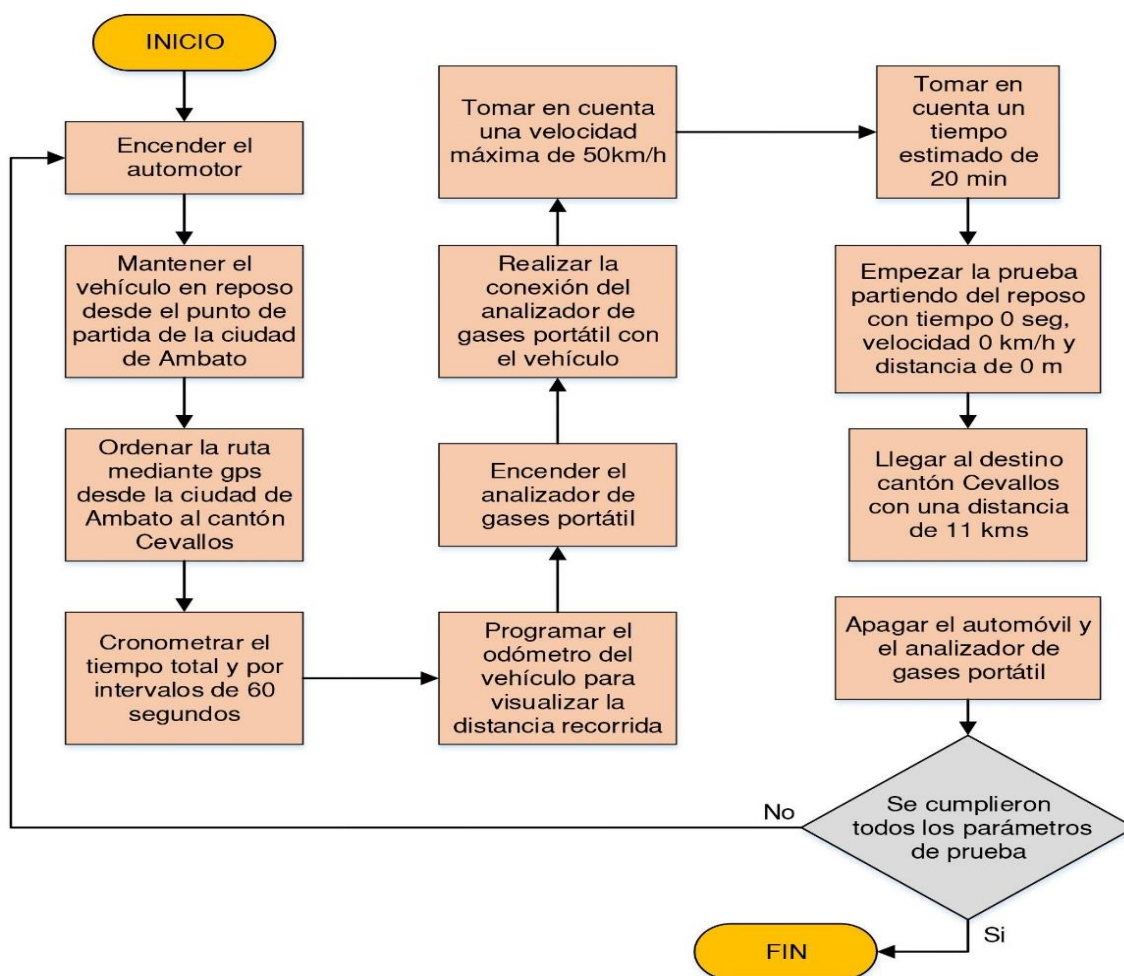 INICIO
Encender el
automotor
Mantener el
vehículo en reposo
desde el punto de
partida de la ciudad
de Ambato
Ordenar la ruta
mediante gps
desde la ciudad de
Ambato al cantón
Cevallos
Cronometrar el
tiempo total y por
intervalos de 60
segundos
Programar el
odómetro del
vehículo para
visualizar la
distancia recorrida
Encender el
analizador de
gases portátil
Realizar la
conexión del
analizador de
gases portátil con
el vehículo
Tomar en cuenta
una velocidad
máxima de 50km/h
Tomar en
cuenta un
tiempo
estimado de
20 min
Empezar la prueba
partiendo del reposo
con tiempo 0 seg,
velocidad 0 km/h y
distancia de 0 m
Llegar al destino
cantón Cevallos
con una distancia
de 11 kms
Apagar el automóvil y
el analizador de
gases portátil
Se cumplieron
todos los parámetros
de prueba
No
Si
FIN